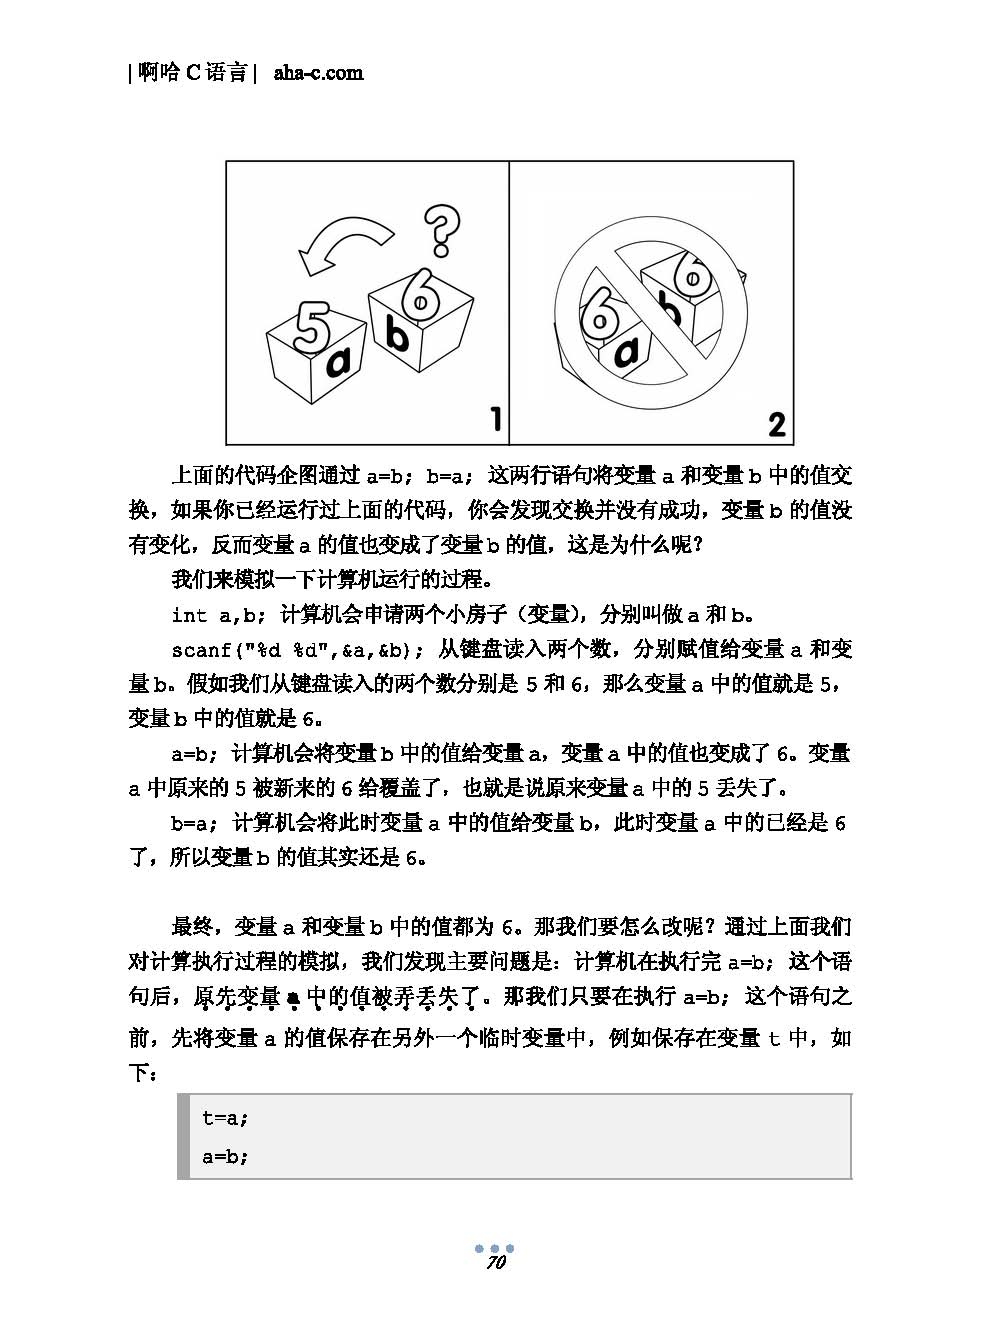 | 啊哈 C 语言 | aha-c.com
?
5
a
6
b
1
6
a
6
b
2
上面的代码企图通过 a=b; b=a; 这两行语句将变量 a 和变量 b 中的值交
换，如果你已经运行过上面的代码，你会发现交换并没有成功，变量 b 的值没
有变化，反而变量 a 的值也变成了变量 b 的值，这是为什么呢？
我们来模拟一下计算机运行的过程。
int a,b; 计算机会申请两个小房子（变量），分别叫做 a 和 b。
scanf("%d %d",&a,&b); 从键盘读入两个数，分别赋值给变量 a 和变
量 b。假如我们从键盘读入的两个数分别是 5 和 6，那么变量 a 中的值就是 5，
变量 b 中的值就是 6。
a=b; 计算机会将变量 b 中的值给变量 a，变量 a 中的值也变成了 6。变量
a 中原来的 5 被新来的 6 给覆盖了，也就是说原来变量 a 中的 5 丢失了。
b=a; 计算机会将此时变量 a 中的值给变量 b，此时变量 a 中的已经是 6
了，所以变量 b 的值其实还是 6。
最终，变量 a 和变量 b 中的值都为 6。那我们要怎么改呢？通过上面我们
对计算执行过程的模拟，我们发现主要问题是：计算机在执行完 a=b; 这个语
句后，原先变量 a 中的值被弄丢失了。那我们只要在执行 a=b; 这个语句之
前，先将变量 a 的值保存在另外一个临时变量中，例如保存在变量 t 中，如
下：
t=a;
a=b;
70